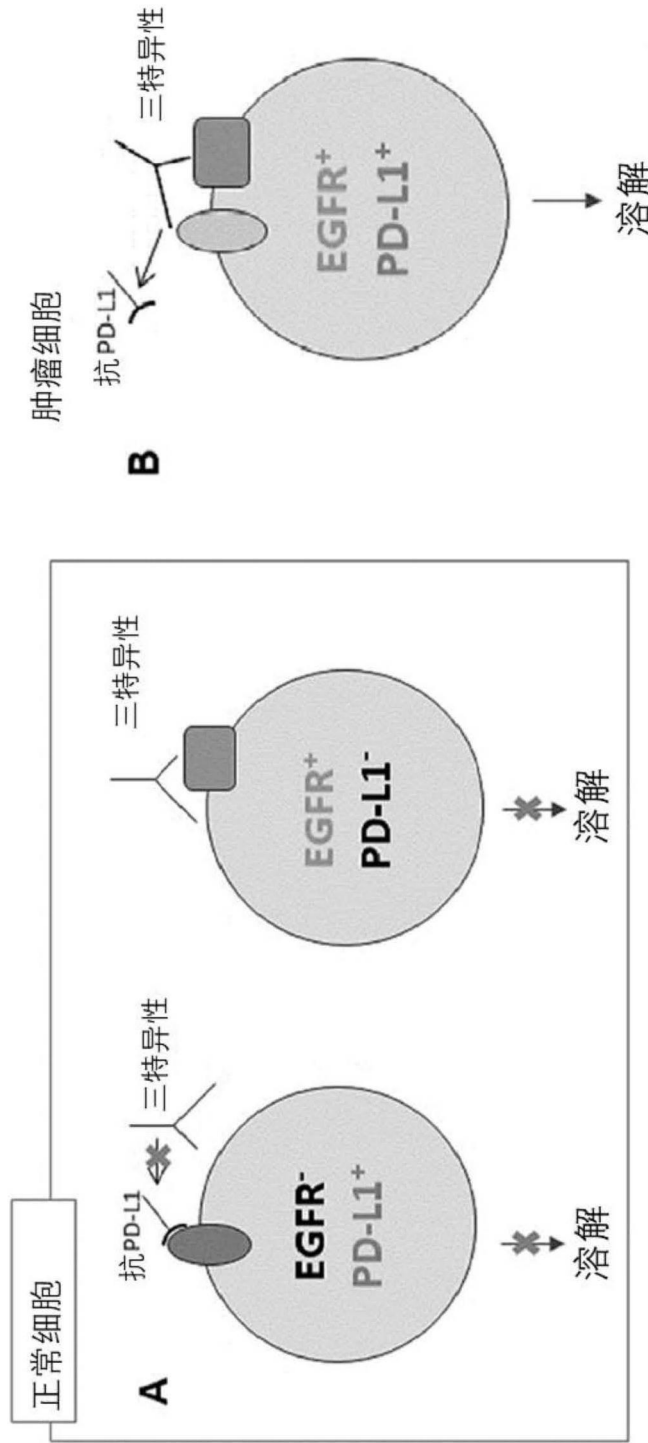 正常细胞
A
抗PD-L1
三特异性
EGFR⁻
PD-L1⁺
溶解
三特异性
EGFR⁺
PD-L1⁻
溶解
肿瘤细胞
B
抗PD-L1
三特异性
EGFR⁺
PD-L1⁺
溶解